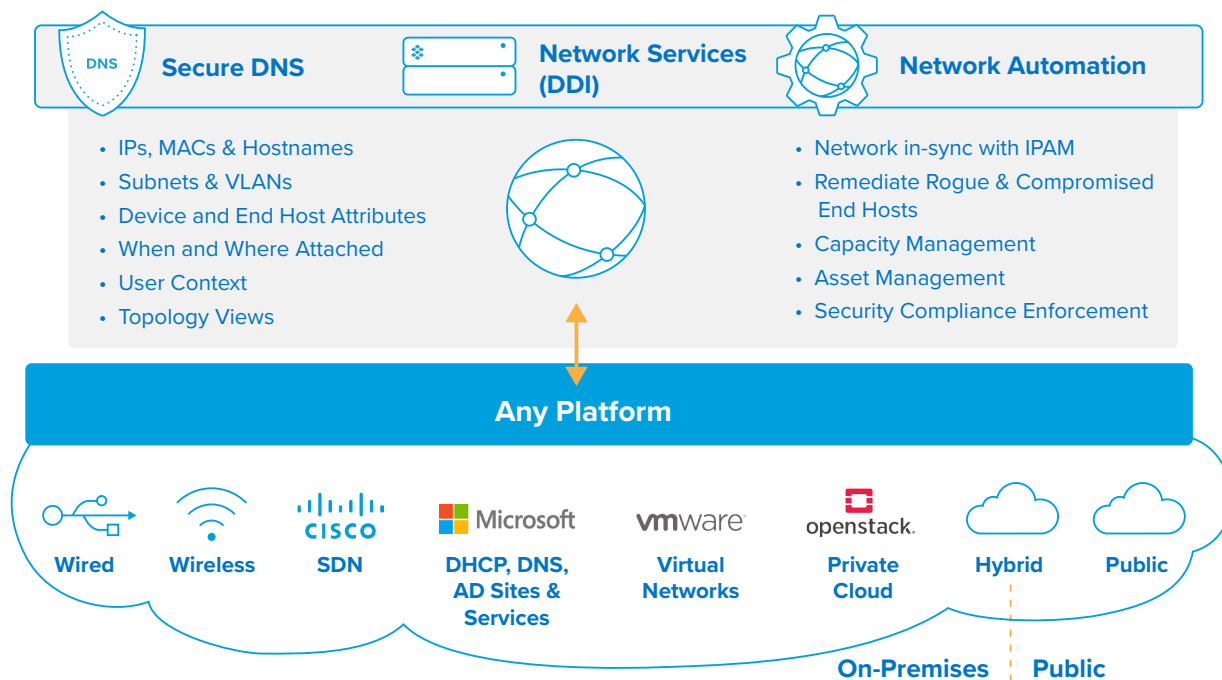 DNS
Secure DNS
Network Services
(DDI)
Network Automation
• IPs, MACs & Hostnames
• Subnets & VLANs
• Device and End Host Attributes
• When and Where Attached
• User Context
• Topology Views
• Network in-sync with IPAM
• Remediate Rogue & Compromised
End Hosts
• Capacity Management
• Asset Management
• Security Compliance Enforcement
Any Platform
Wired
Wireless
CISCO
SDN
Microsoft
DHCP, DNS,
AD Sites &
Services
vmware®
Virtual
Networks
openstack.
Private
Cloud
Hybrid
Public
On-Premises
Public